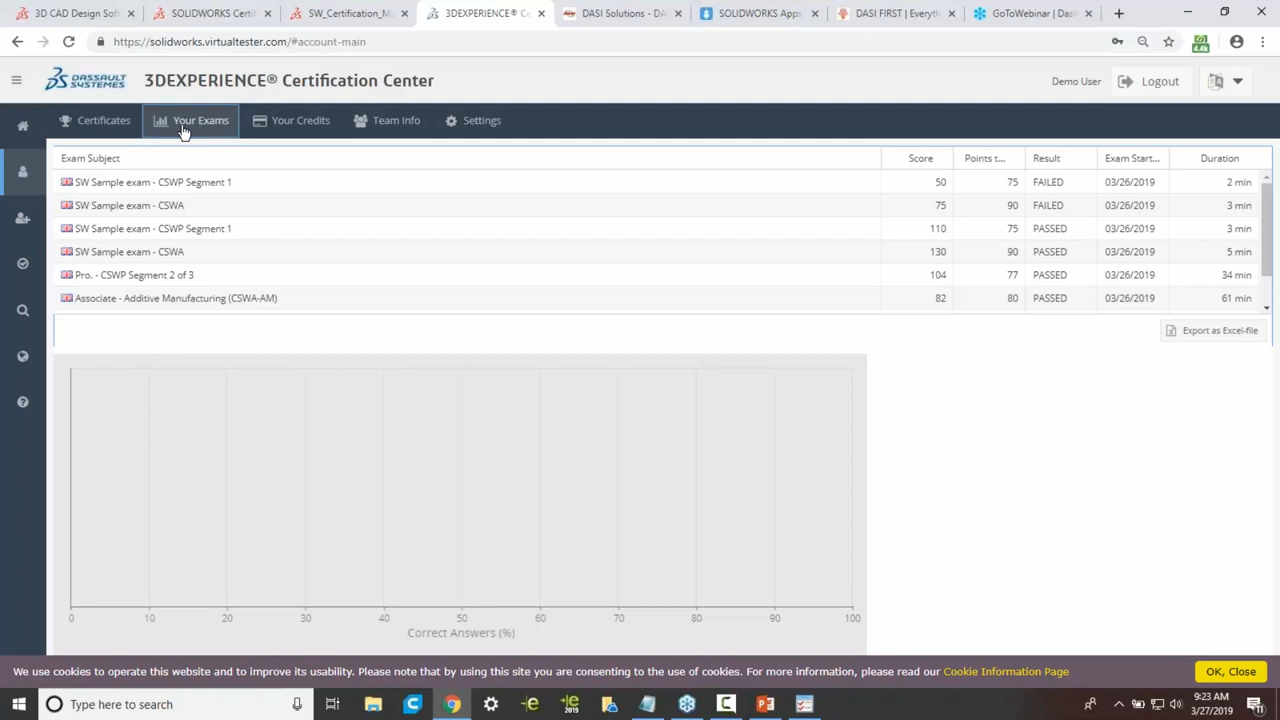 3D CAD Design Soft
SOLIDWORKS Certifi
SW_Certification_My
3DEXPERIENCE® Ce
DASI Solutions - DA
SOLIDWORKS Apps
DASI FIRST | Everyth
GoToWebinar | Dash
https://solidworks.virtualtester.com/#account-main
4.4k
DASSAULT SYSTEMES
3DEXPERIENCE® Certification Center
Demo User
Logout
Certificates
Your Exams
Your Credits
Team Info
Settings
Exam Subject Score Points t... Result Exam Start... Duration
SW Sample exam - CSWP Segment 1 50 75 FAILED 03/26/2019 2 min
SW Sample exam - CSWA 75 90 FAILED 03/26/2019 3 min
SW Sample exam - CSWP Segment 1 110 75 PASSED 03/26/2019 3 min
SW Sample exam - CSWA 130 90 PASSED 03/26/2019 5 min
Pro. - CSWP Segment 2 of 3 104 77 PASSED 03/26/2019 34 min
Associate - Additive Manufacturing (CSWA-AM) 82 80 PASSED 03/26/2019 61 min
Export as Excel-file
0 10 20 30 40 50 60 70 80 90 100
Correct Answers (%)
We use cookies to operate this website and to improve its usability. Please note that by using this site you are consenting to the use of cookies. For more information, please read our Cookie Information Page
OK, Close
Type here to search
2019
9:23 AM
3/27/2019
11